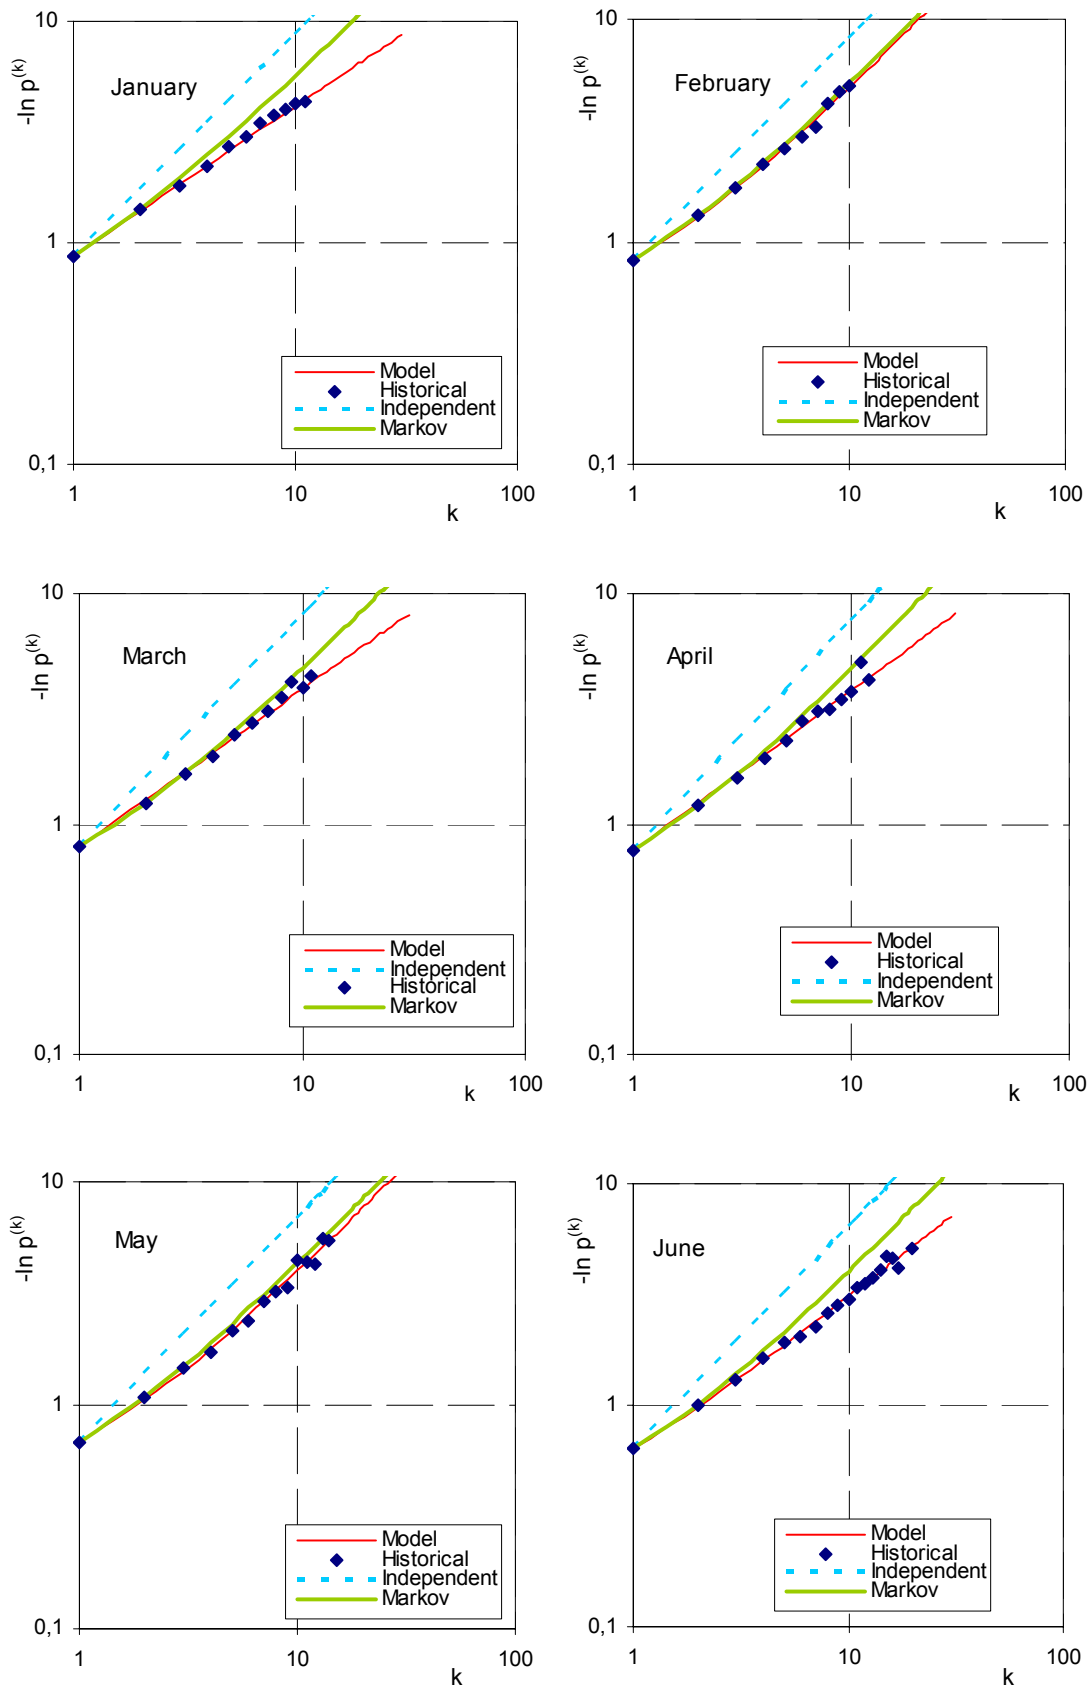 10
10
January
February
-ln p(k)
-ln p(k)
1
1
Model
Historical
Independent
Markov
Model
Historical
Independent
Markov
0,1
0,1
1
10
100
1
10
100
k
k
10
10
March
April
-ln p(k)
-ln p(k)
1
1
Model
Independent
Historical
Markov
Model
Historical
Independent
Markov
0,1
0,1
1
10
100
1
10
100
k
k
10
10
May
June
-ln p(k)
-ln p(k)
1
1
Model
Historical
Independent
Markov
Model
Historical
Independent
Markov
0,1
0,1
1
10
100
1
10
100
k
k